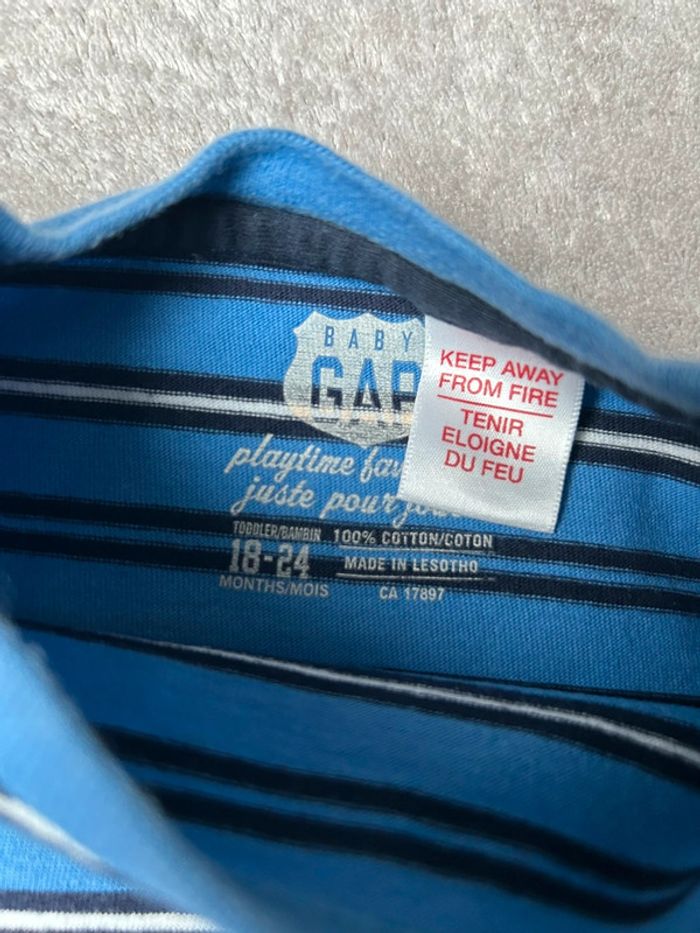 BABY
GAP
KEEP AWAY
FROM FIRE
TENIR
ELOIGNE
DU FEU
playtime
juste pour
TODDLER/BAMBIN
18-24
MONTHS/MOIS
100% COTTON/COTON
MADE IN LESOTHO
CA 17897